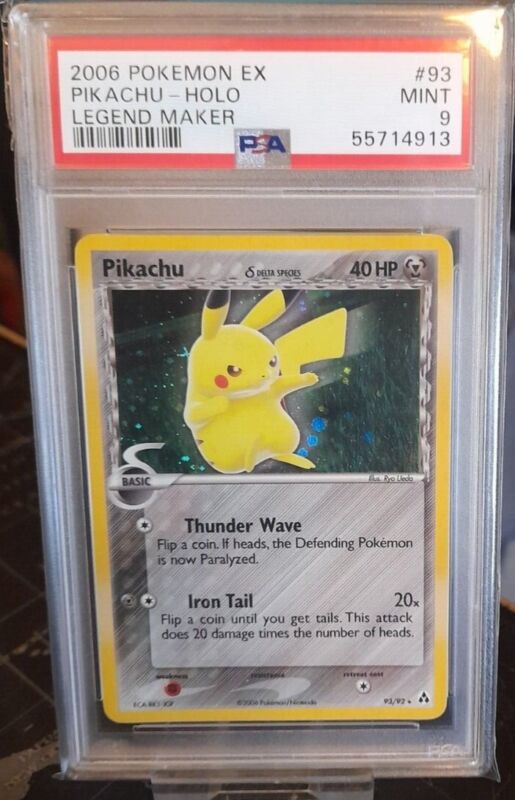 2006 POKEMON EX #93
PIKACHU - HOLO MINT
LEGEND MAKER 9
PSA 55714913
Pikachu δ DELTA SPECIES 40 HP
BASIC
Illus. Ryo Ueda
Thunder Wave
Flip a coin. If heads, the Defending Pokémon
is now Paralyzed.
Iron Tail 20x
Flip a coin until you get tails. This attack
does 20 damage times the number of heads.
weakness resistance retreat cost
©2006 Pokémon/Nintendo 93/92
PSA